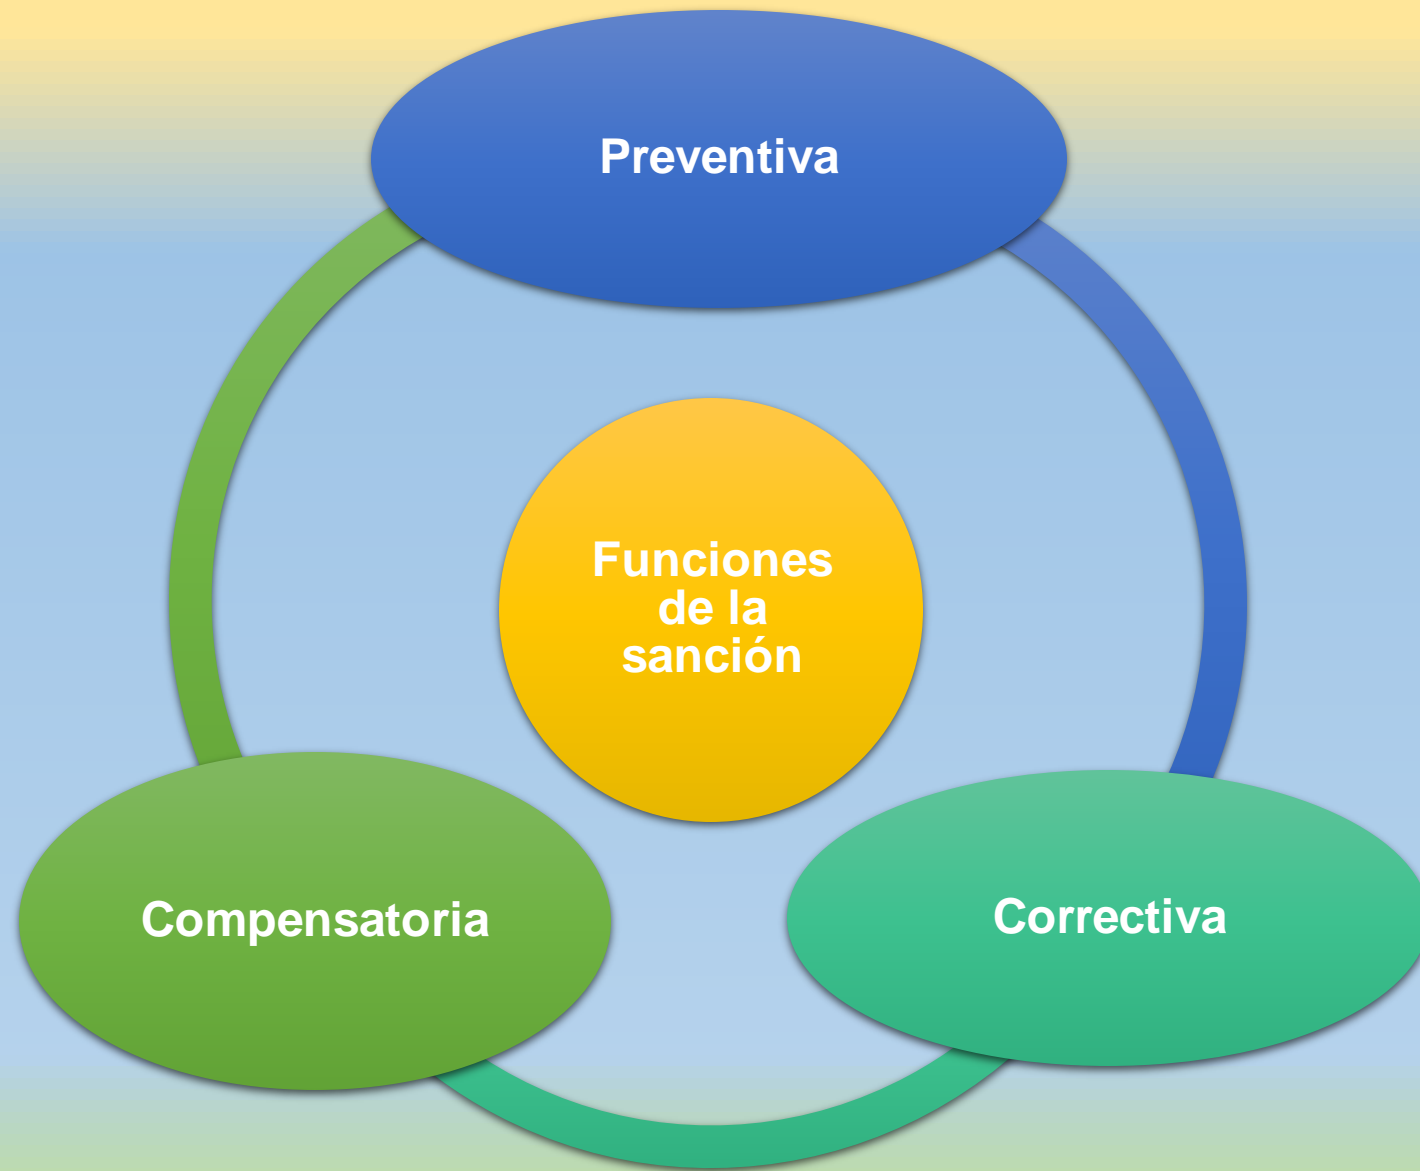 Preventiva
Funciones
de la
sanción
Compensatoria
Correctiva